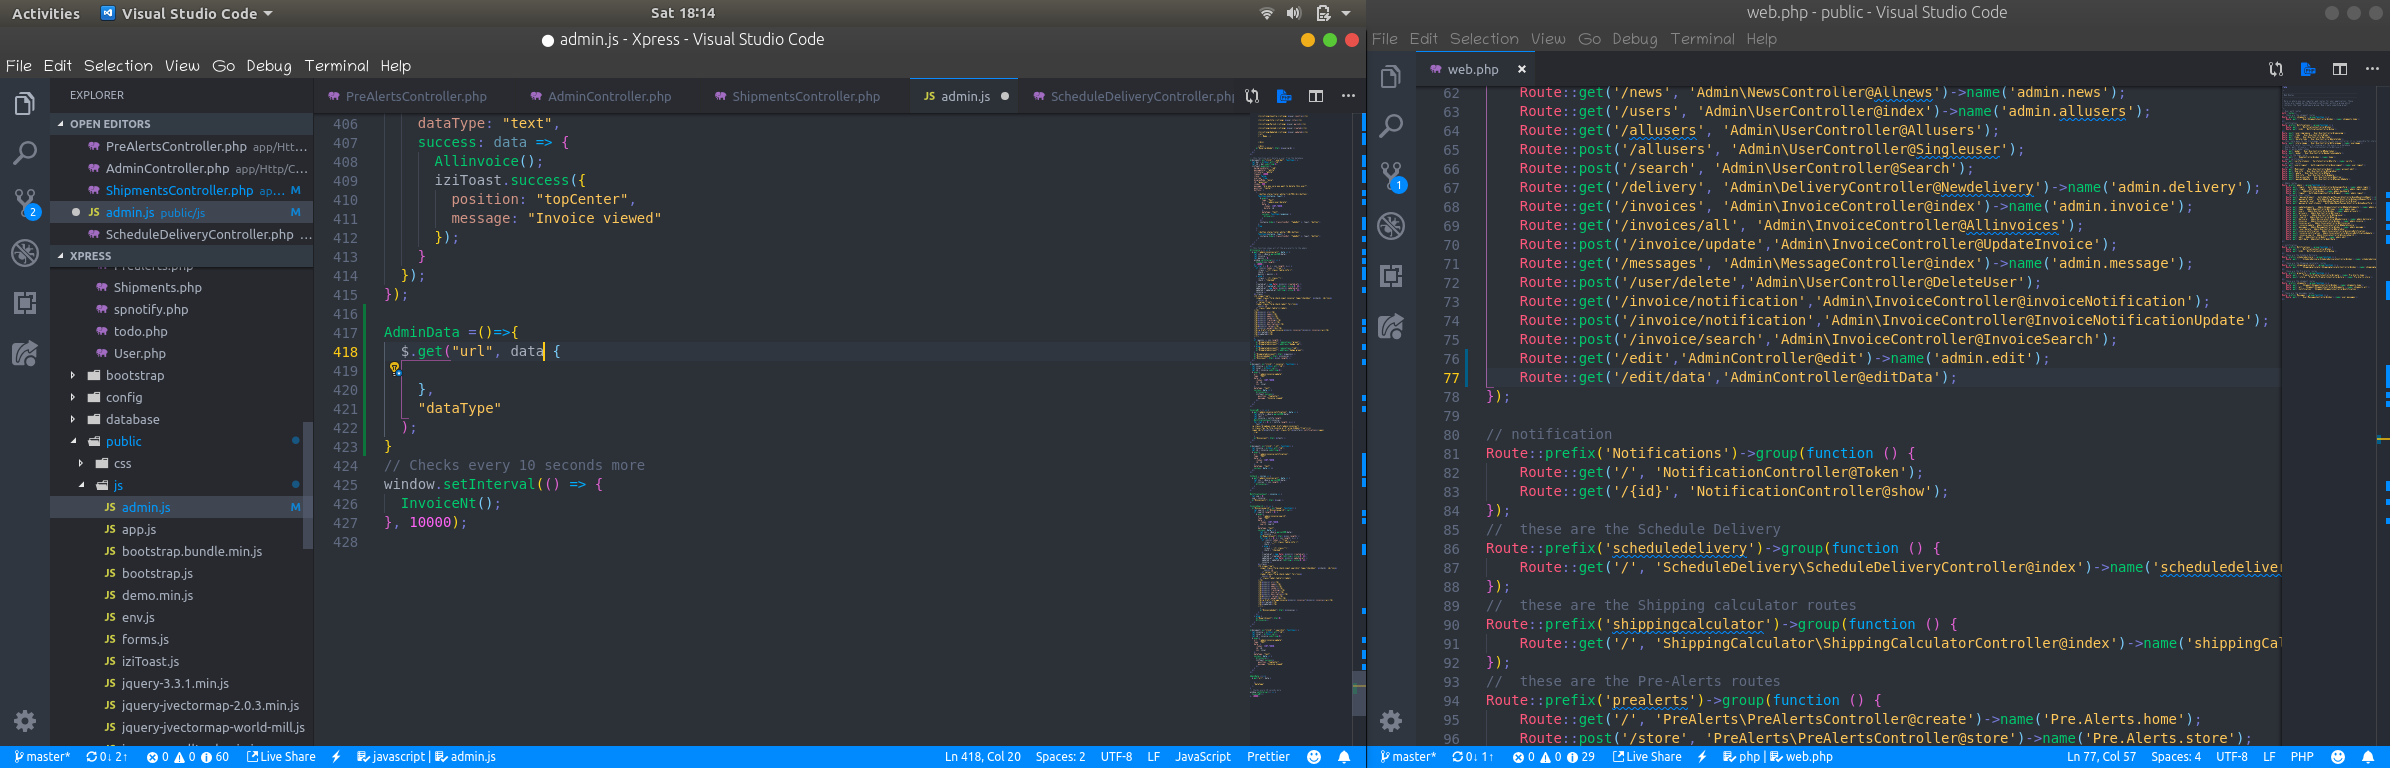 Activities Visual Studio Code Sat 18:14
admin.js - Xpress - Visual Studio Code
File Edit Selection View Go Debug Terminal Help
EXPLORER
OPEN EDITORS
PreAlertsController.php app/Htt...
AdminController.php app/Http/C...
ShipmentsController.php ap... M
admin.js public/js M
ScheduleDeliveryController.php ...
2
XPRESS
PreAlerts.php
Shipments.php
spnotify.php
todo.php
User.php
bootstrap
config
database
public
css
js
admin.js M
app.js
bootstrap.bundle.min.js
bootstrap.js
demo.min.js
env.js
forms.js
iziToast.js
jquery-3.3.1.min.js
jquery-jvectormap-2.0.3.min.js
jquery-jvectormap-world-mill.js
PreAlertsController.php AdminController.php ShipmentsController.php JS admin.js ScheduleDeliveryController.php
406 dataType: "text",
407 success: data => {
408 Allinvoice();
409 iziToast.success({
410 position: "topCenter",
411 message: "Invoice viewed"
412 });
413 }
414 });
415 });
416
417 AdminData =()=>{
418 $.get("url", data {
419
420 },
421 "dataType"
422 );
423 }
424 // Checks every 10 seconds more
425 window.setInterval(() => {
426 InvoiceNt();
427 }, 10000);
428
master* 0↓ 2↑ 0 0 60 Live Share javascript | admin.js Ln 418, Col 20 Spaces: 2 UTF-8 LF JavaScript Prettier
web.php - public - Visual Studio Code
File Edit Selection View Go Debug Terminal Help
web.php
1
62 Route::get('/news', 'Admin\NewsController@Allnews')->name('admin.news');
63 Route::get('/users', 'Admin\UserController@index')->name('admin.allusers');
64 Route::get('/allusers', 'Admin\UserController@Allusers');
65 Route::post('/allusers', 'Admin\UserController@Singleuser');
66 Route::post('/search', 'Admin\UserController@Search');
67 Route::get('/delivery', 'Admin\DeliveryController@Newdelivery')->name('admin.delivery');
68 Route::get('/invoices', 'Admin\InvoiceController@index')->name('admin.invoice');
69 Route::get('/invoices/all', 'Admin\InvoiceController@Allinvoices');
70 Route::post('/invoice/update','Admin\InvoiceController@UpdateInvoice');
71 Route::get('/messages', 'Admin\MessageController@index')->name('admin.message');
72 Route::post('/user/delete','Admin\UserController@DeleteUser');
73 Route::get('/invoice/notification','Admin\InvoiceController@invoiceNotification');
74 Route::post('/invoice/notification','Admin\InvoiceController@InvoiceNotificationUpdate');
75 Route::post('/invoice/search','Admin\InvoiceController@InvoiceSearch');
76 Route::get('/edit','AdminController@edit')->name('admin.edit');
77 Route::get('/edit/data','AdminController@editData');
78 });
79
80 // notification
81 Route::prefix('Notifications')->group(function () {
82 Route::get('/', 'NotificationController@Token');
83 Route::get('/{id}', 'NotificationController@show');
84 });
85 // these are the Schedule Delivery
86 Route::prefix('scheduledelivery')->group(function () {
87 Route::get('/', 'ScheduleDelivery\ScheduleDeliveryController@index')->name('scheduledeliver
88 });
89 // these are the Shipping calculator routes
90 Route::prefix('shippingcalculator')->group(function () {
91 Route::get('/', 'ShippingCalculator\ShippingCalculatorController@index')->name('shippingCal
92 });
93 // these are the Pre-Alerts routes
94 Route::prefix('prealerts')->group(function () {
95 Route::get('/', 'PreAlerts\PreAlertsController@create')->name('Pre.Alerts.home');
96 Route::post('/store', 'PreAlerts\PreAlertsController@store')->name('Pre.Alerts.store');
master* 0↓ 1↑ 0 0 29 Live Share php | web.php Ln 77, Col 57 Spaces: 4 UTF-8 LF PHP